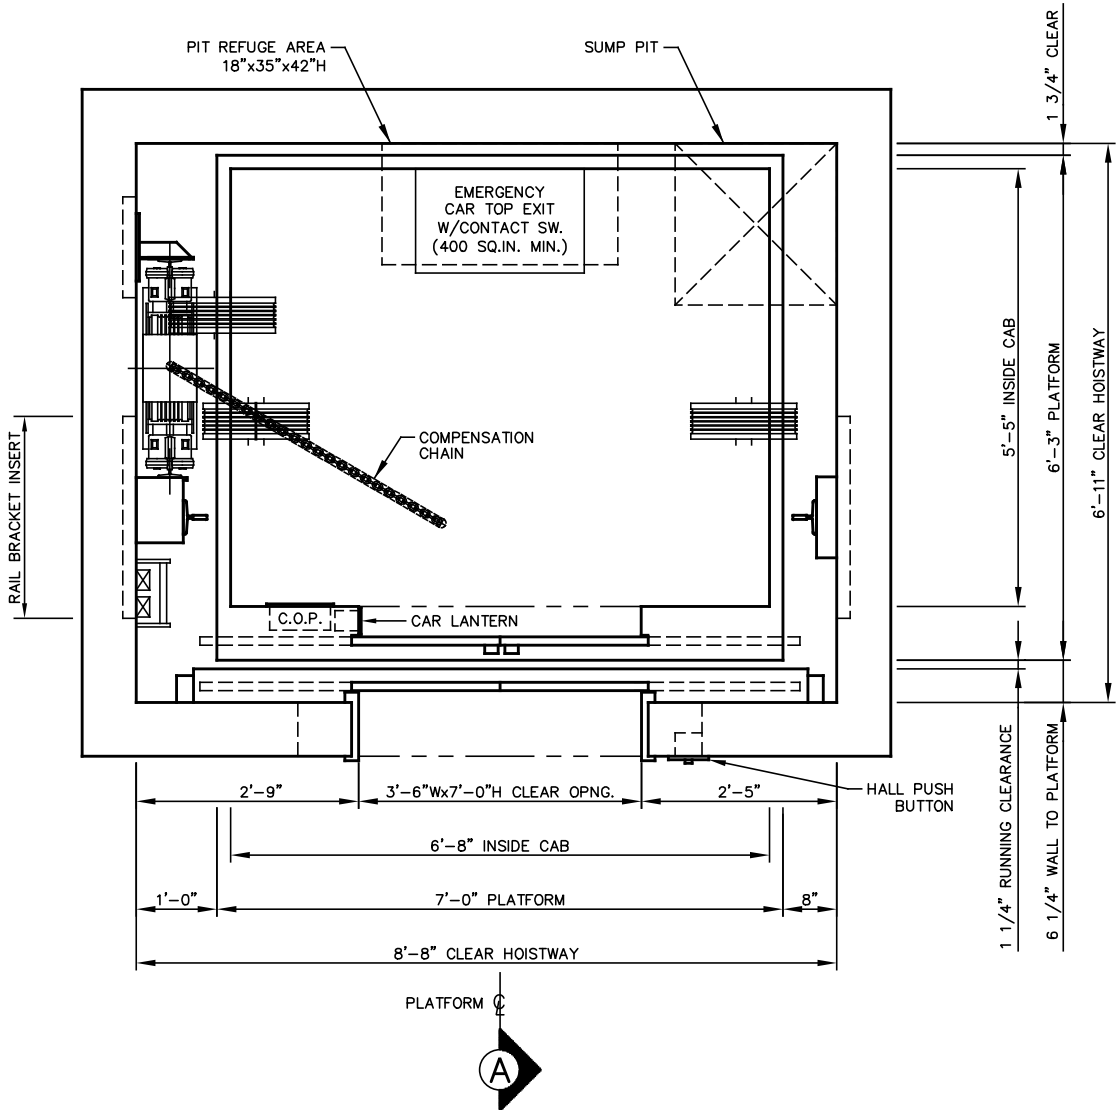 PIT REFUGE AREA
18"x35"x42"H
SUMP PIT
1 3/4" CLEAR
EMERGENCY
CAR TOP EXIT
W/CONTACT SW.
(400 SQ.IN. MIN.)
5'-5" INSIDE CAB
6'-3" PLATFORM
6'-11" CLEAR HOISTWAY
RAIL BRACKET INSERT
COMPENSATION
CHAIN
C.O.P.
CAR LANTERN
2'-9"
3'-6"Wx7'-0"H CLEAR OPNG.
2'-5"
HALL PUSH
BUTTON
1 1/4" RUNNING CLEARANCE
6 1/4" WALL TO PLATFORM
6'-8" INSIDE CAB
1'-0"
7'-0" PLATFORM
8"
8'-8" CLEAR HOISTWAY
PLATFORM ℄
A